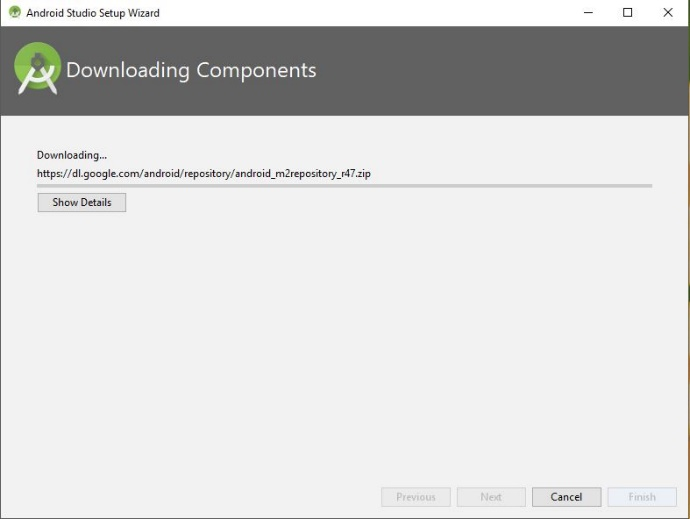 Android Studio Setup Wizard
Downloading Components
Downloading...
https://dl.google.com/android/repository/android_m2repository_r47.zip
Show Details
Previous Next Cancel Finish